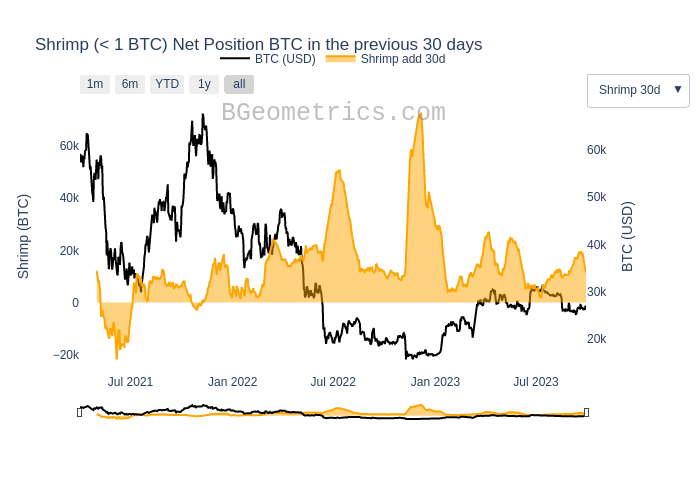 Shrimp (< 1 BTC) Net Position BTC in the previous 30 days
BTC (USD) Shrimp add 30d
1m 6m YTD 1y all
Shrimp 30d ▼
BGeometrics.com
60k
40k
20k
0
−20k
Shrimp (BTC)
60k
50k
40k
30k
20k
BTC (USD)
Jul 2021 Jan 2022 Jul 2022 Jan 2023 Jul 2023